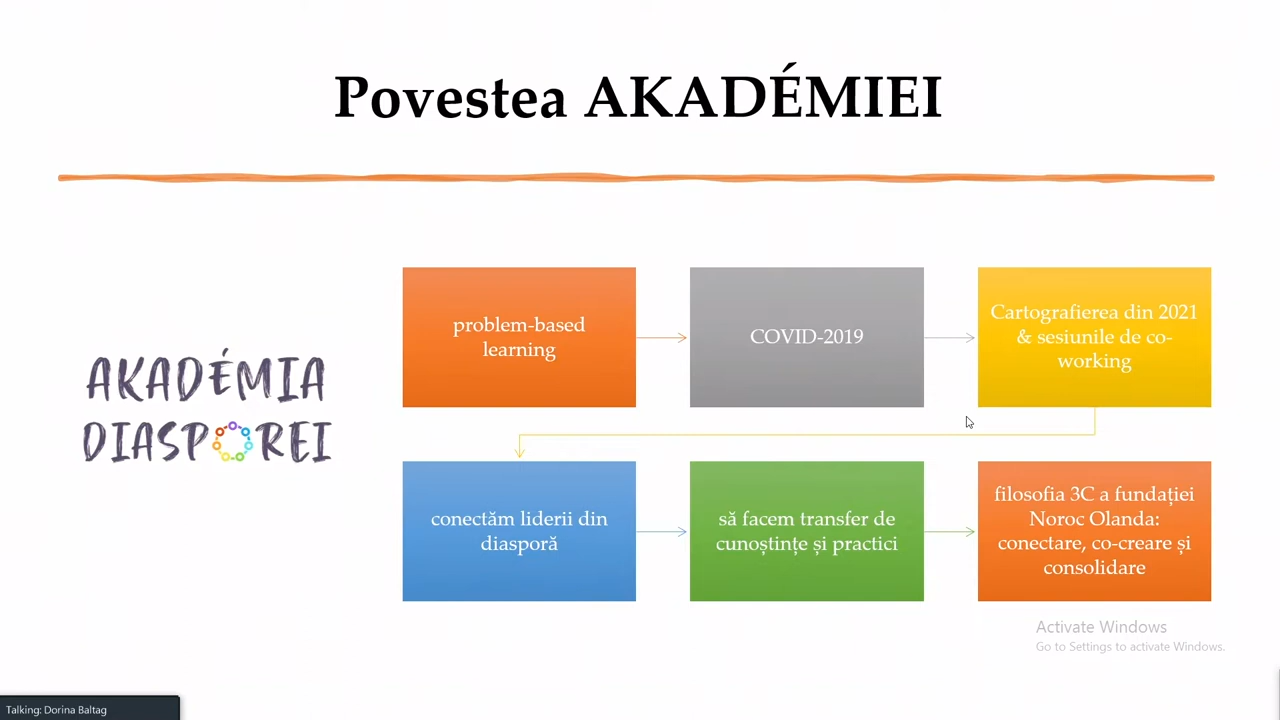 Povestea AKADÉMIEI
AKADÉMIA
DIASPOREI
problem-based
learning
COVID-2019
Cartografierea din 2021
& sesiunile de co-
working
conectăm liderii din
diasporă
să facem transfer de
cunoștințe și practici
filosofia 3C a fundației
Noroc Olanda:
conectare, co-creare și
consolidare
Activate Windows
Go to Settings to activate Windows.
Talking: Dorina Baltag